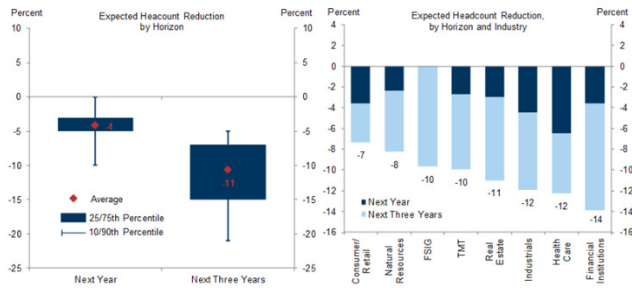 Expected Heacount Reduction
by Horizon
Percent
Percent
10
5
0
-5
-10
-15
-20
-25
10
5
0
-5
-10
-15
-20
-25
-4
-11
Average
25/75th Percentile
10/90th Percentile
Next Year
Next Three Years
Expected Headcount Reduction,
by Horizon and Industry
Percent
Percent
4
2
0
-2
-4
-6
-8
-10
-12
-14
-16
4
2
0
-2
-4
-6
-8
-10
-12
-14
-16
-7
-8
-10
-10
-11
-12
-12
-14
Next Year
Next Three Years
Consumer/
Retail
Natural
Resources
FSIG
TMT
Real
Estate
Industrials
Health
Care
Financial
Institutions